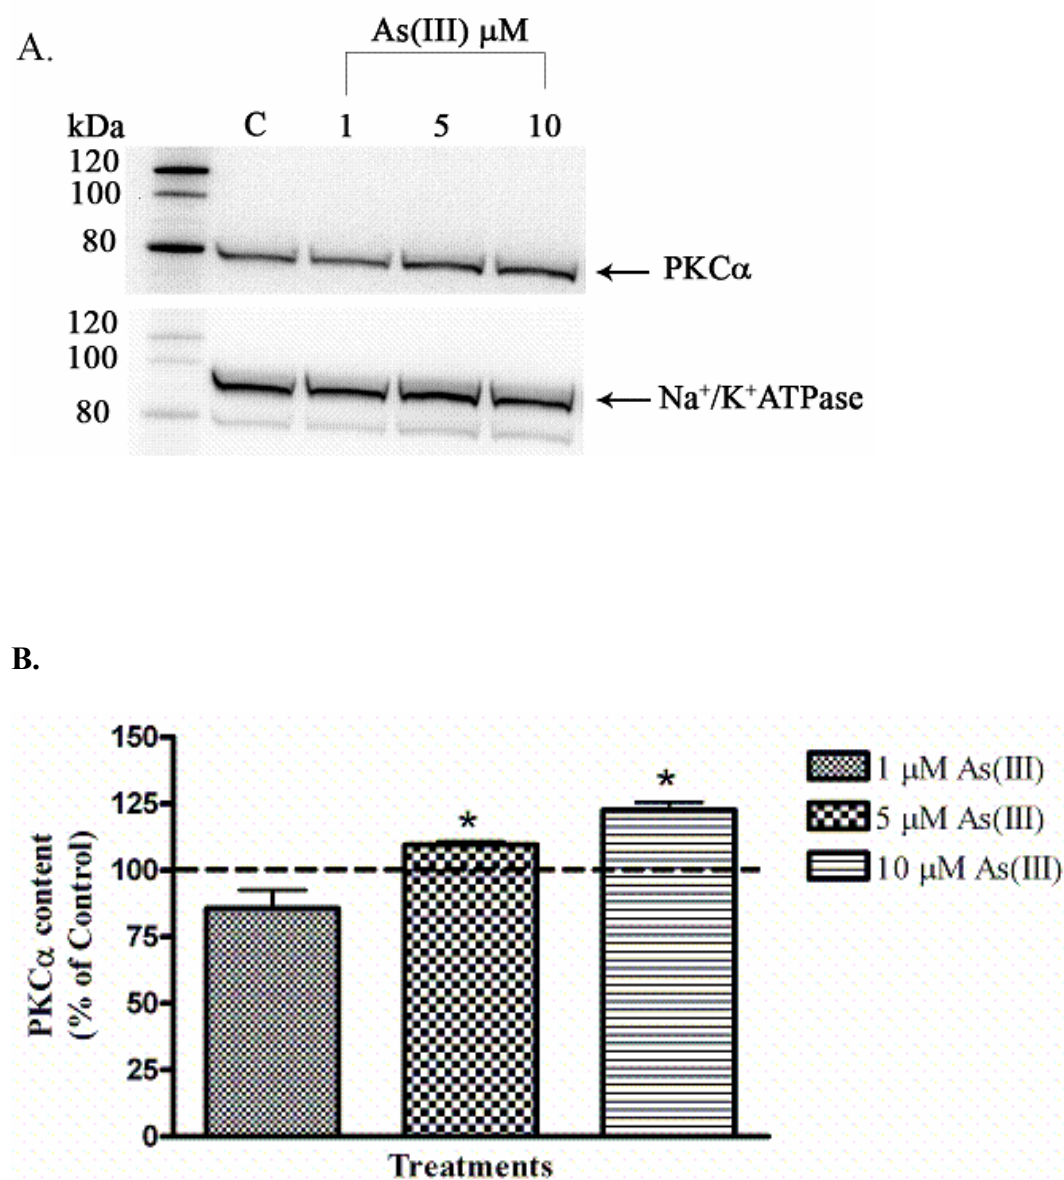 A.
As(III) μM
kDa C 1 5 10
120
100
80
PKCα
120
100
80
Na⁺/K⁺ATPase
B.
PKCα content
(% of Control)
150
125
100
75
50
25
0
*
*
Treatments
1 μM As(III)
5 μM As(III)
10 μM As(III)